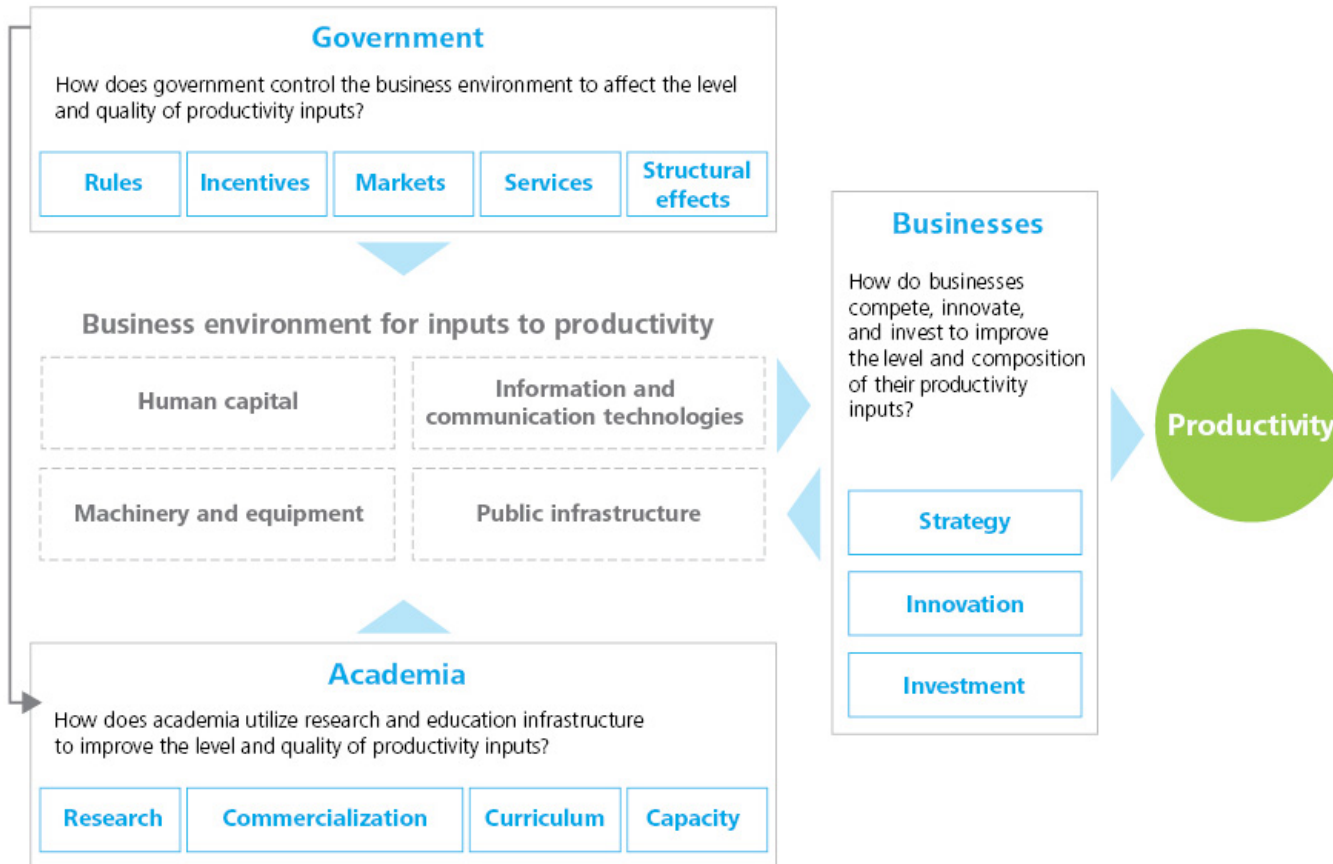 Government
How does government control the business environment to affect the level
and quality of productivity inputs?
Rules
Incentives
Markets
Services
Structural
effects
Business environment for inputs to productivity
Human capital
Information and
communication technologies
Machinery and equipment
Public infrastructure
Academia
How does academia utilize research and education infrastructure
to improve the level and quality of productivity inputs?
Research
Commercialization
Curriculum
Capacity
Businesses
How do businesses
compete, innovate,
and invest to improve
the level and composition
of their productivity
inputs?
Strategy
Innovation
Investment
Productivity